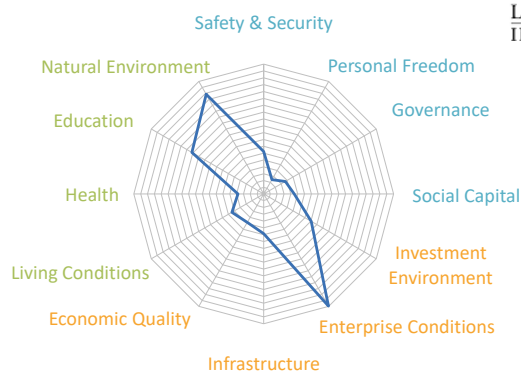 Safety & Security
Natural Environment
Personal Freedom
Education
Governance
Health
Social Capital
Living Conditions
Investment
Environment
Economic Quality
Enterprise Conditions
Infrastructure